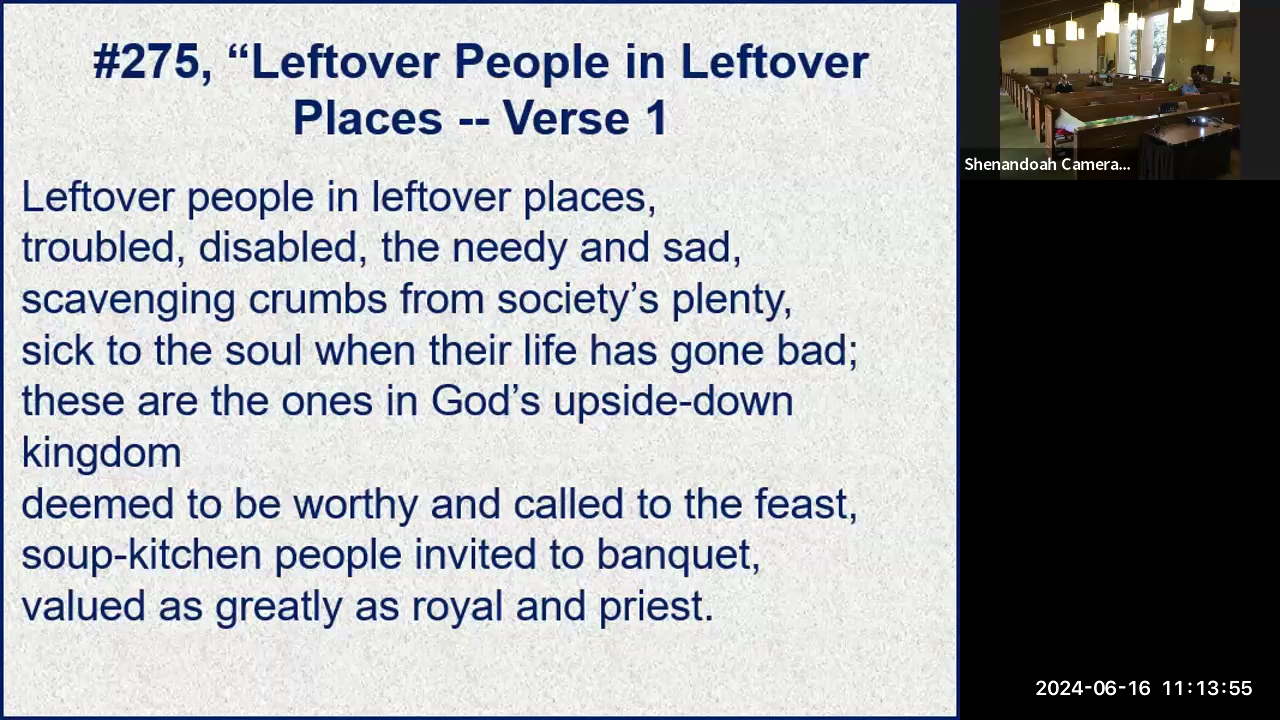 #275, “Leftover People in Leftover
Places -- Verse 1
Leftover people in leftover places,
troubled, disabled, the needy and sad,
scavenging crumbs from society’s plenty,
sick to the soul when their life has gone bad;
these are the ones in God’s upside-down
kingdom
deemed to be worthy and called to the feast,
soup-kitchen people invited to banquet,
valued as greatly as royal and priest.
Shenandoah Camera...
2024-06-16 11:13:55